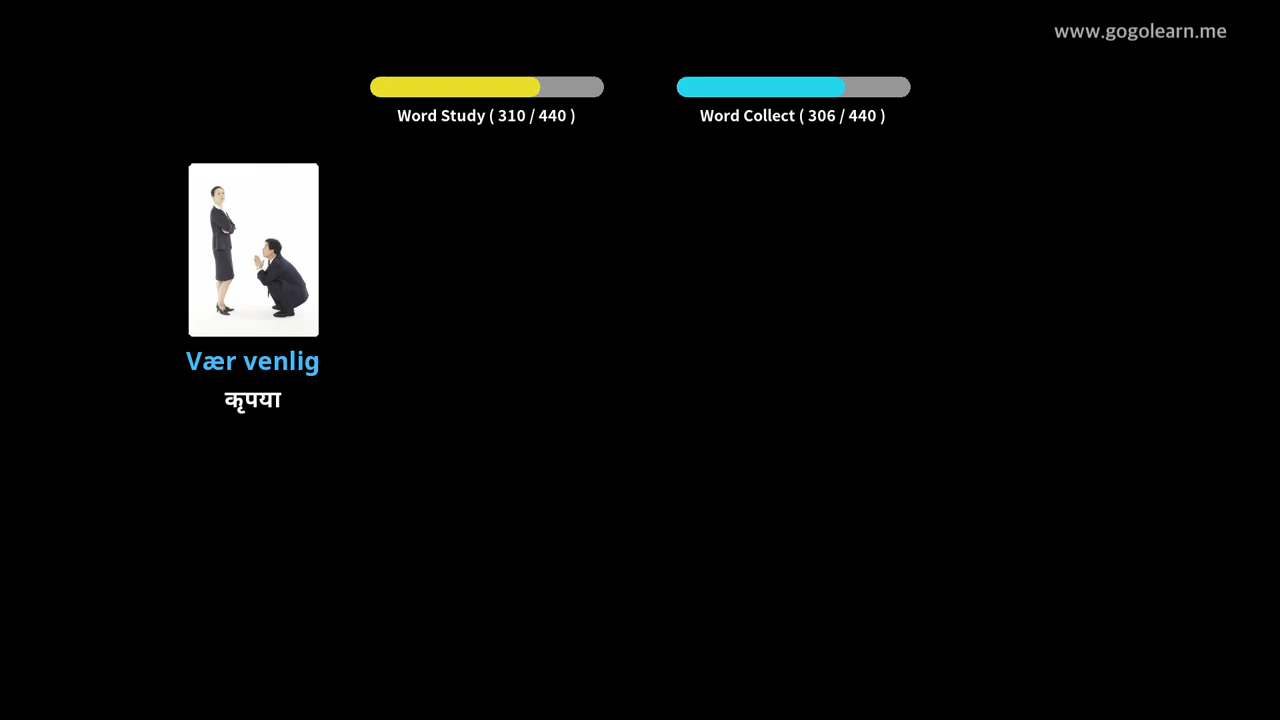 www.gogolearn.me
Word Study ( 310 / 440 )
Word Collect ( 306 / 440 )
Vær venlig
कृपया